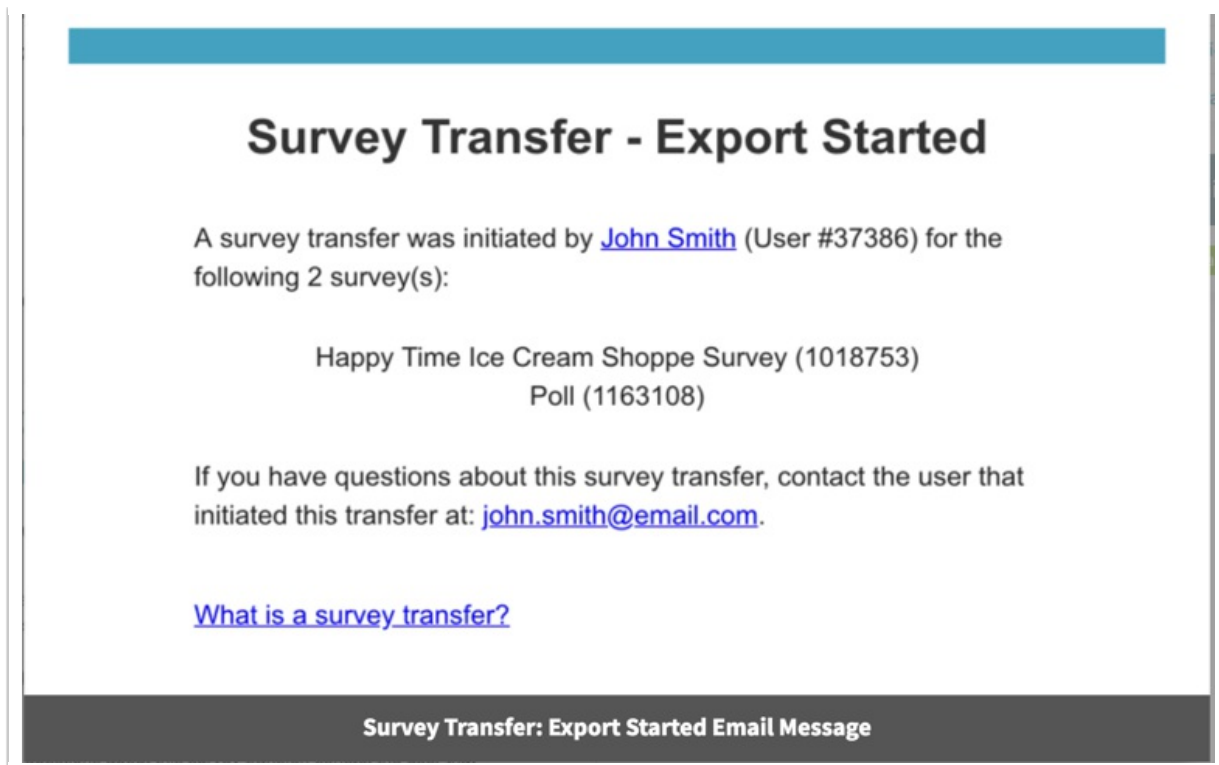 Survey Transfer - Export Started
A survey transfer was initiated by John Smith (User #37386) for the
following 2 survey(s):
Happy Time Ice Cream Shoppe Survey (1018753)
Poll (1163108)
If you have questions about this survey transfer, contact the user that
initiated this transfer at: john.smith@email.com.
What is a survey transfer?
Survey Transfer: Export Started Email Message